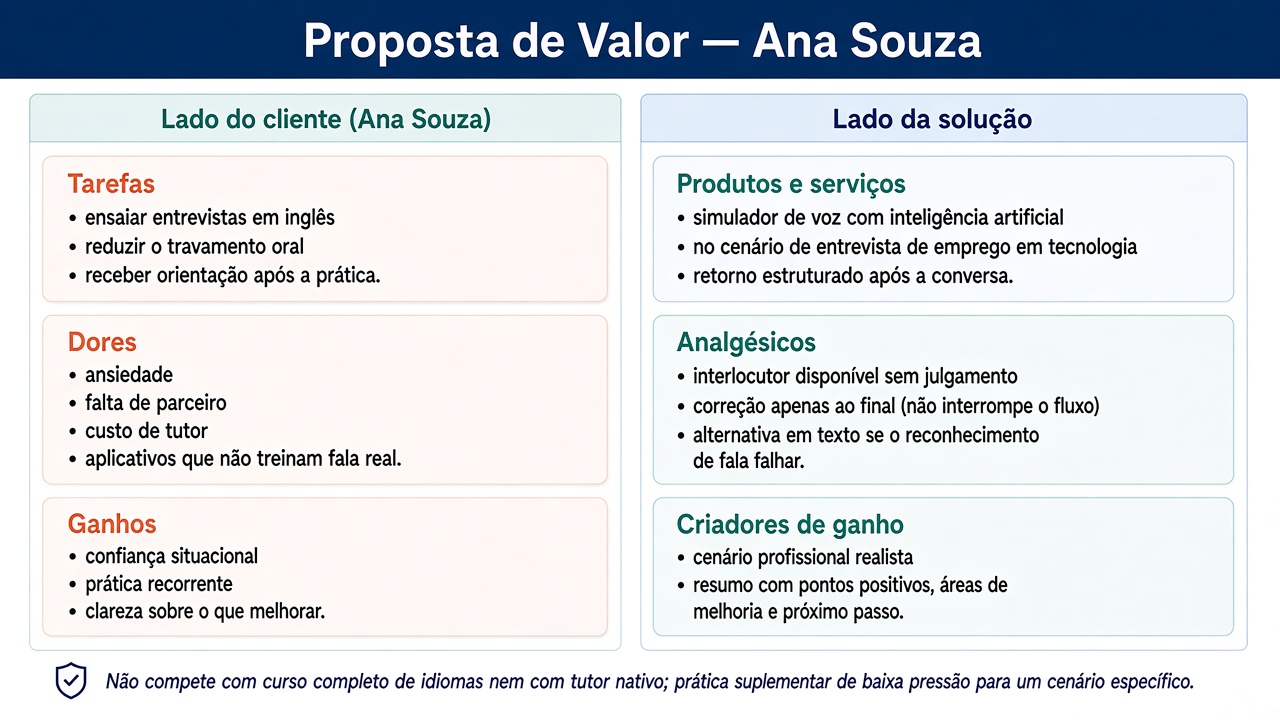 Proposta de Valor — Ana Souza
Lado do cliente (Ana Souza)
Tarefas
• ensaiar entrevistas em inglês
• reduzir o travamento oral
• receber orientação após a prática.
Dores
• ansiedade
• falta de parceiro
• custo de tutor
• aplicativos que não treinam fala real.
Ganhos
• confiança situacional
• prática recorrente
• clareza sobre o que melhorar.
Lado da solução
Produtos e serviços
• simulador de voz com inteligência artificial
• no cenário de entrevista de emprego em tecnologia
• retorno estruturado após a conversa.
Analgésicos
• interlocutor disponível sem julgamento
• correção apenas ao final (não interrompe o fluxo)
• alternativa em texto se o reconhecimento
de fala falhar.
Criadores de ganho
• cenário profissional realista
• resumo com pontos positivos, áreas de
melhoria e próximo passo.
Não compete com curso completo de idiomas nem com tutor nativo; prática suplementar de baixa pressão para um cenário específico.